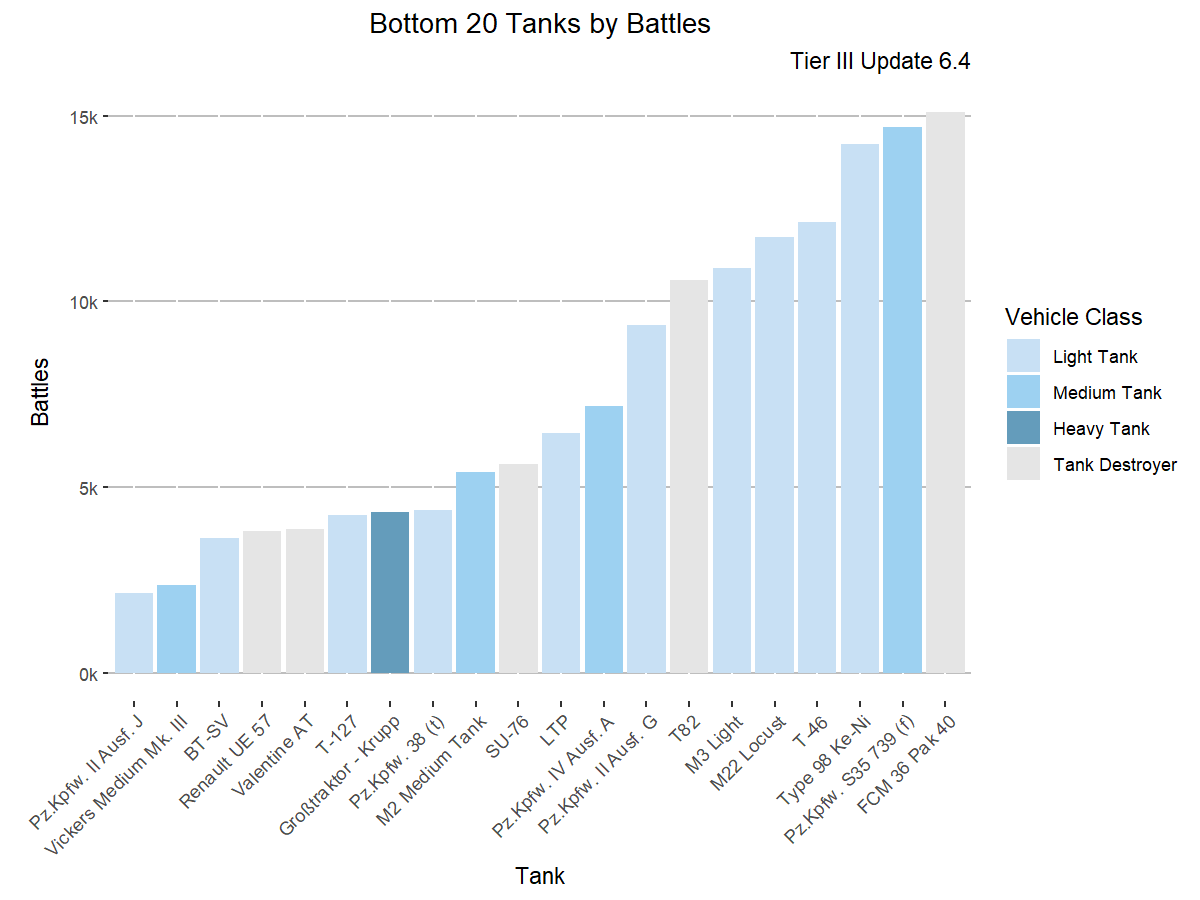 Bottom 20 Tanks by Battles
Tier III Update 6.4
15k
10k
5k
0k
Battles
Pz.Kpfw. II Ausf. J
Vickers Medium Mk. III
BT-SV
Renault UE 57
Valentine AT
T-127
Großtraktor - Krupp
Pz.Kpfw. 38 (t)
M2 Medium Tank
SU-76
LTP
Pz.Kpfw. IV Ausf. A
Pz.Kpfw. II Ausf. G
T82
M3 Light
M22 Locust
T-46
Type 98 Ke-Ni
Pz.Kpfw. S35 739 (f)
FCM 36 Pak 40
Tank
Vehicle Class
Light Tank
Medium Tank
Heavy Tank
Tank Destroyer